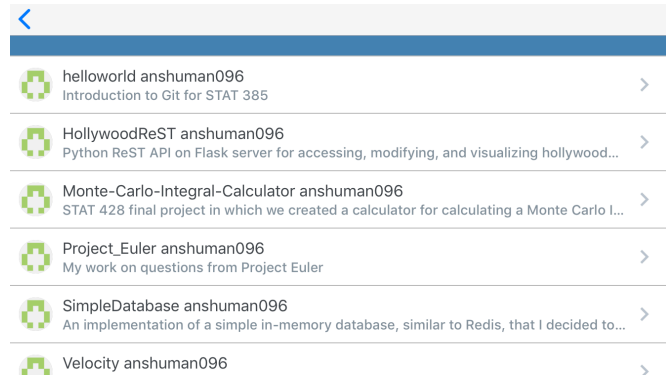 helloworld anshuman096
Introduction to Git for STAT 385
HollywoodReST anshuman096
Python ReST API on Flask server for accessing, modifying, and visualizing hollywood...
Monte-Carlo-Integral-Calculator anshuman096
STAT 428 final project in which we created a calculator for calculating a Monte Carlo I...
Project_Euler anshuman096
My work on questions from Project Euler
SimpleDatabase anshuman096
An implementation of a simple in-memory database, similar to Redis, that I decided to...
Velocity anshuman096